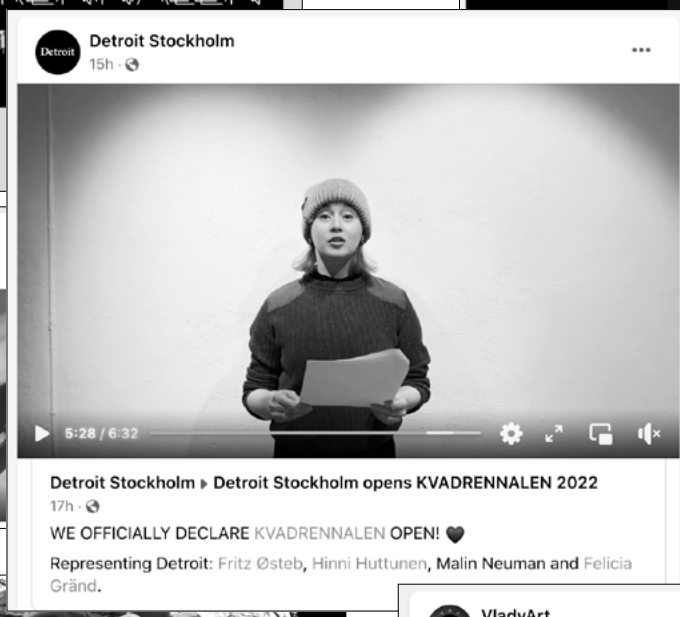 Detroit
Detroit Stockholm
15h ·
5:28 / 6:32
Detroit Stockholm ▸ Detroit Stockholm opens KVADRENNALEN 2022
17h ·
WE OFFICIALLY DECLARE KVADRENNALEN OPEN! 🖤
Representing Detroit: Fritz Østeb, Hinni Huttunen, Malin Neuman and Felicia
Gränd.
VladyArt